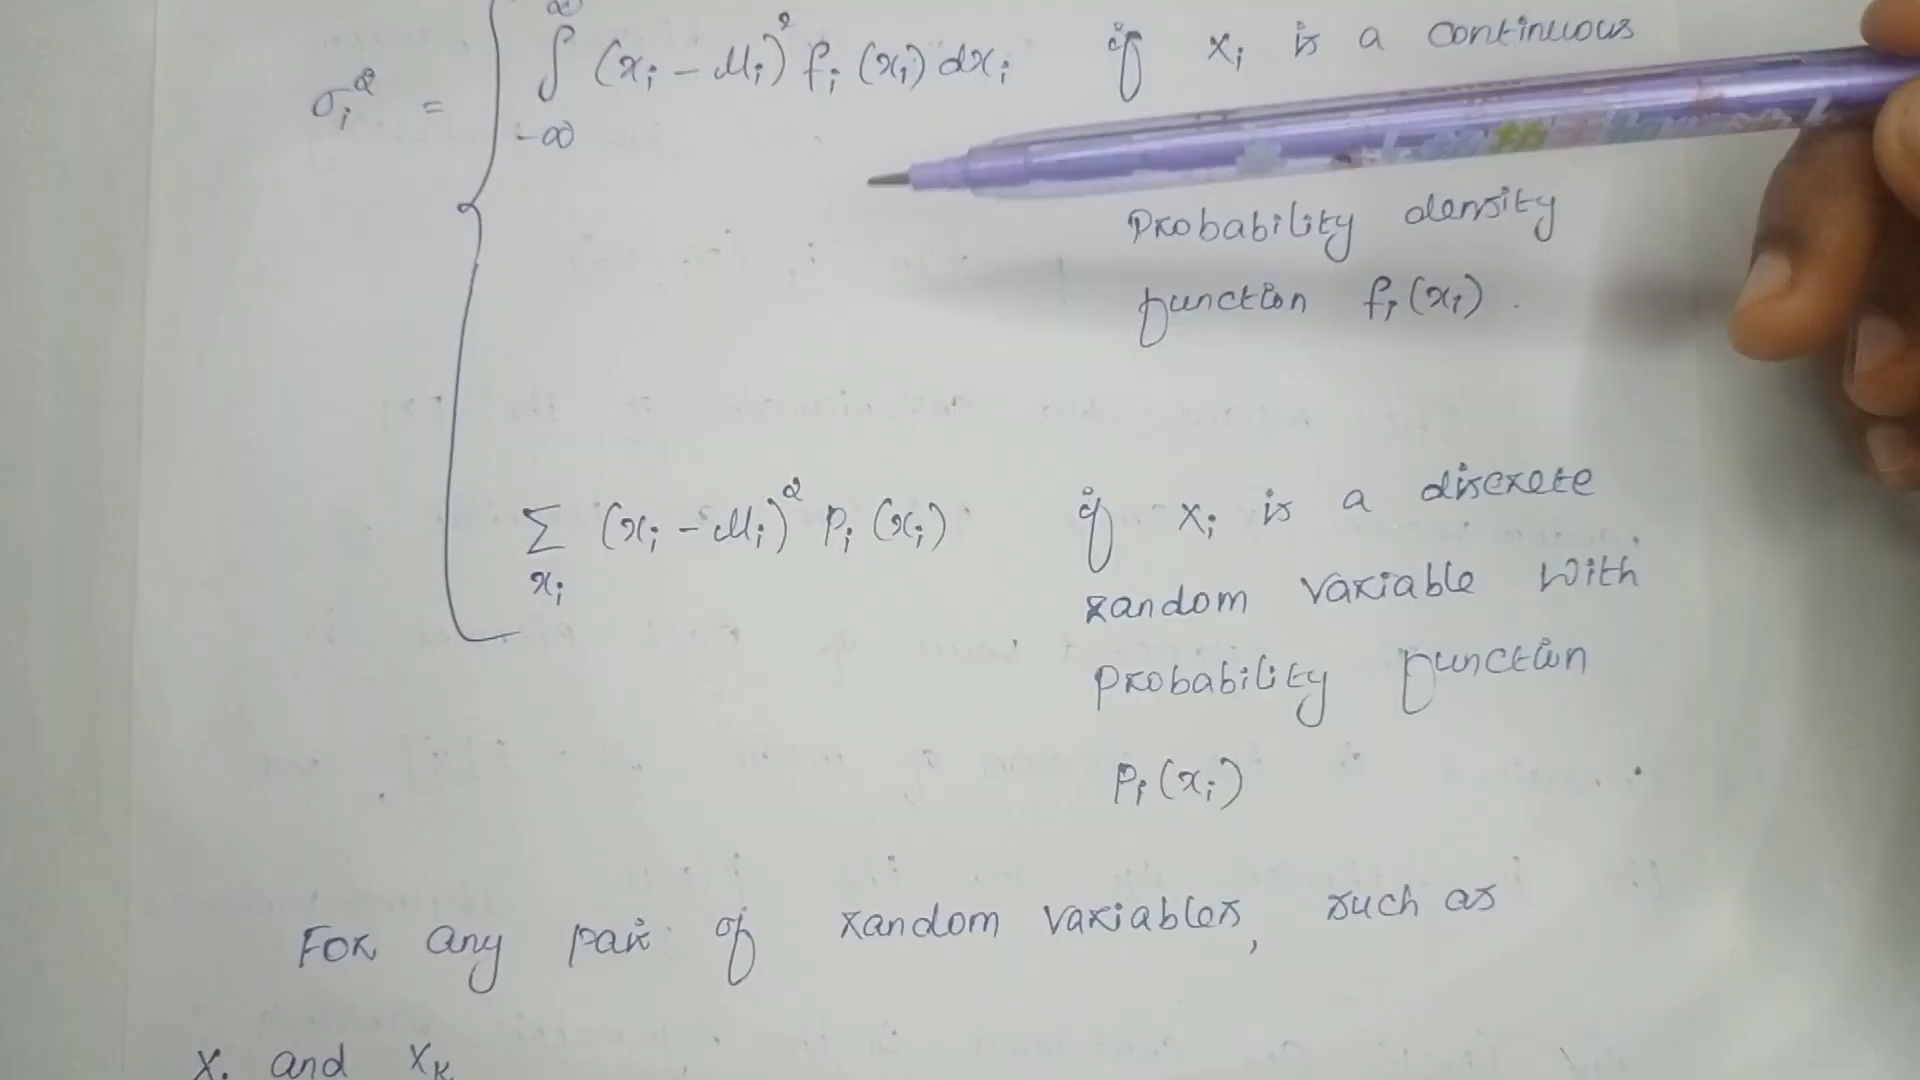 σᵢ² = { ∫_{-∞}^{∞} (xᵢ - μᵢ)² fᵢ(xᵢ) dxᵢ if Xᵢ is a continuous
Probability density
function fᵢ(xᵢ).
∑_{xᵢ} (xᵢ - μᵢ)² Pᵢ(xᵢ) if Xᵢ is a discrete
random variable with
Probability function
Pᵢ(xᵢ)
For any pair of random variables, such as
Xᵢ and X_K